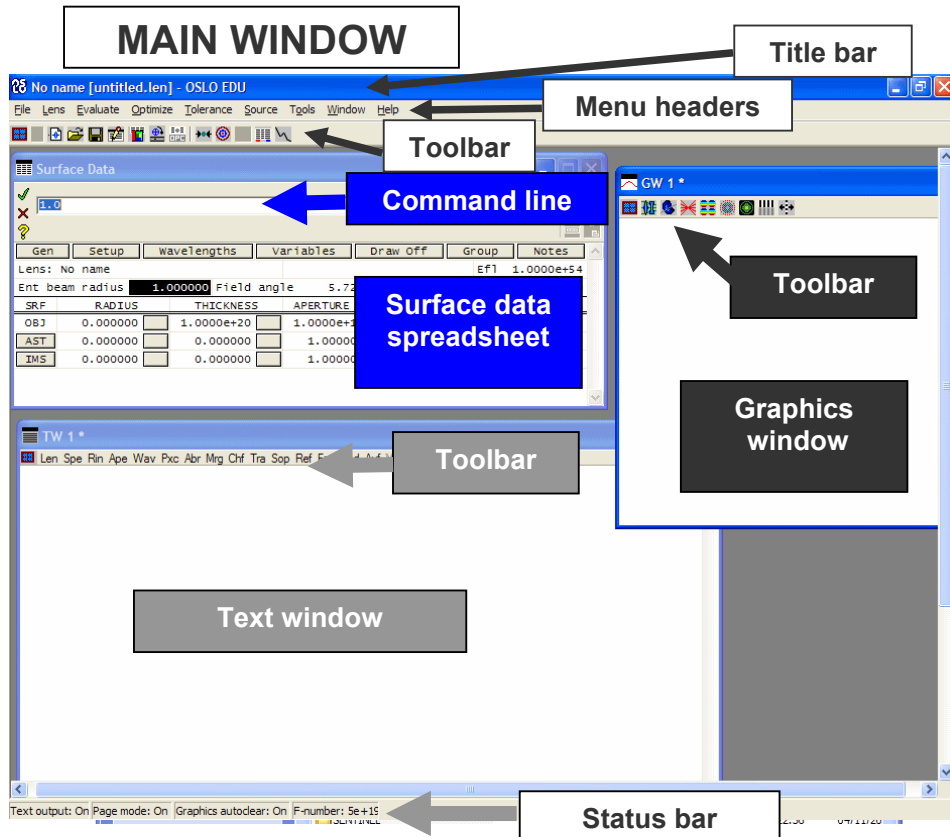 MAIN WINDOW
Title bar
No name [untitled.len] - OSLO EDU
File Lens Evaluate Optimize Tolerance Source Tools Window Help
Menu headers
Toolbar
Surface Data
GW 1 *
1.0
Command line
Toolbar
Gen Setup Wavelengths Variables Draw Off Group Notes
Lens: No name Efl 1.0000e+54
Ent beam radius 1.000000 Field angle 5.72
SRF RADIUS THICKNESS APERTURE
OBJ 0.000000 1.0000e+20 1.0000e+1
AST 0.000000 0.000000 1.00000
IMS 0.000000 0.000000 1.00000
Surface data
spreadsheet
Graphics
window
TW 1 *
Len Spe Rin Ape Wav Pxc Abr Mrg Chf Tra Sop Ref
Toolbar
Text window
Text output: On Page mode: On Graphics autoclear: On F-number: 5e+19
Status bar